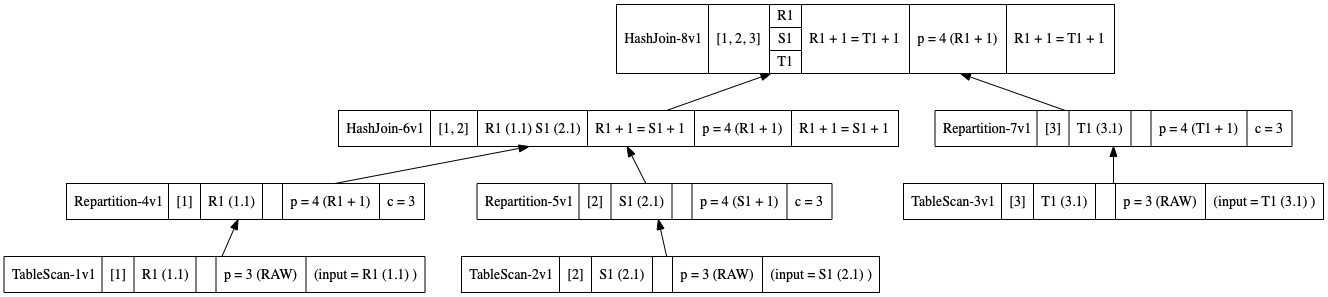 HashJoin-8v1 [1, 2, 3] R1 S1 T1 R1 + 1 = T1 + 1 p = 4 (R1 + 1) R1 + 1 = T1 + 1
HashJoin-6v1 [1, 2] R1 (1.1) S1 (2.1) R1 + 1 = S1 + 1 p = 4 (R1 + 1) R1 + 1 = S1 + 1
Repartition-7v1 [3] T1 (3.1) p = 4 (T1 + 1) c = 3
Repartition-4v1 [1] R1 (1.1) p = 4 (R1 + 1) c = 3
Repartition-5v1 [2] S1 (2.1) p = 4 (S1 + 1) c = 3
TableScan-3v1 [3] T1 (3.1) p = 3 (RAW) (input = T1 (3.1) )
TableScan-1v1 [1] R1 (1.1) p = 3 (RAW) (input = R1 (1.1) )
TableScan-2v1 [2] S1 (2.1) p = 3 (RAW) (input = S1 (2.1) )